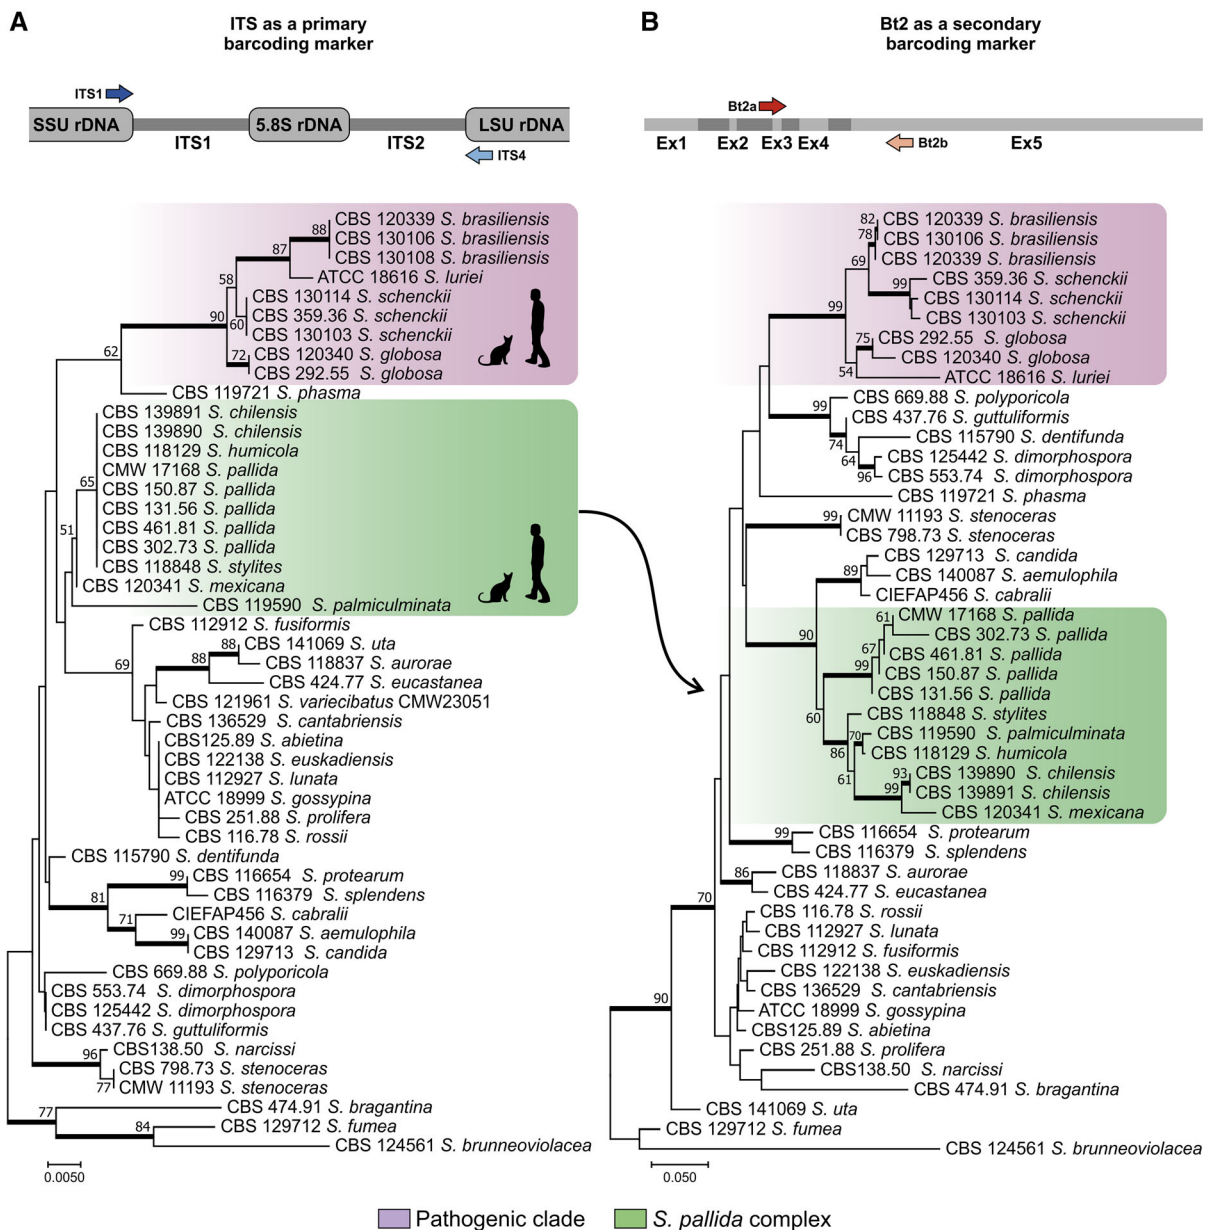 A
ITS as a primary
barcoding marker
ITS1
SSU rDNA
5.8S rDNA
LSU rDNA
ITS1
ITS2
ITS4
88
CBS 120339 S. brasiliensis
CBS 130106 S. brasiliensis
CBS 130108 S. brasiliensis
87
ATCC 18616 S. luriei
58
CBS 130114 S. schenckii
CBS 359.36 S. schenckii
90
60
CBS 130103 S. schenckii
72
CBS 120340 S. globosa
CBS 292.55 S. globosa
62
CBS 119721 S. phasma
CBS 139891 S. chilensis
CBS 139890 S. chilensis
CBS 118129 S. humicola
CMW 17168 S. pallida
65
CBS 150.87 S. pallida
CBS 131.56 S. pallida
51
CBS 461.81 S. pallida
CBS 302.73 S. pallida
CBS 118848 S. stylites
CBS 120341 S. mexicana
CBS 119590 S. palmiculminata
CBS 112912 S. fusiformis
88
CBS 141069 S. uta
69
88
CBS 118837 S. aurorae
CBS 424.77 S. eucastanea
CBS 121961 S. variecibatus CMW23051
CBS 136529 S. cantabriensis
CBS125.89 S. abietina
CBS 122138 S. euskadiensis
CBS 112927 S. lunata
ATCC 18999 S. gossypina
CBS 251.88 S. prolifera
CBS 116.78 S. rossii
CBS 115790 S. dentifunda
99
CBS 116654 S. protearum
81
CBS 116379 S. splendens
71
CIEFAP456 S. cabralii
99
CBS 140087 S. aemulophila
CBS 129713 S. candida
CBS 669.88 S. polyporicola
CBS 553.74 S. dimorphospora
CBS 125442 S. dimorphospora
CBS 437.76 S. guttuliformis
96
CBS138.50 S. narcissi
CBS 798.73 S. stenoceras
77
CMW 11193 S. stenoceras
77
CBS 474.91 S. bragantina
84
CBS 129712 S. fumea
CBS 124561 S. brunneoviolacea
0.0050
B
Bt2 as a secondary
barcoding marker
Bt2a
Ex1
Ex2
Ex3
Ex4
Bt2b
Ex5
82
CBS 120339 S. brasiliensis
78
CBS 130106 S. brasiliensis
CBS 120339 S. brasiliensis
69
99
CBS 359.36 S. schenckii
CBS 130114 S. schenckii
99
CBS 130103 S. schenckii
75
CBS 292.55 S. globosa
CBS 120340 S. globosa
54
ATCC 18616 S. luriei
99
CBS 669.88 S. polyporicola
CBS 437.76 S. guttuliformis
74
CBS 115790 S. dentifunda
64
CBS 125442 S. dimorphospora
96
CBS 553.74 S. dimorphospora
CBS 119721 S. phasma
99
CMW 11193 S. stenoceras
CBS 798.73 S. stenoceras
CBS 129713 S. candida
89
CBS 140087 S. aemulophila
CIEFAP456 S. cabralii
61
CMW 17168 S. pallida
90
CBS 302.73 S. pallida
67
CBS 461.81 S. pallida
99
CBS 150.87 S. pallida
CBS 131.56 S. pallida
60
CBS 118848 S. stylites
70
CBS 119590 S. palmiculminata
86
CBS 118129 S. humicola
93
CBS 139890 S. chilensis
61
99
CBS 139891 S. chilensis
CBS 120341 S. mexicana
99
CBS 116654 S. protearum
CBS 116379 S. splendens
86
CBS 118837 S. aurorae
CBS 424.77 S. eucastanea
70
CBS 116.78 S. rossii
CBS 112927 S. lunata
CBS 112912 S. fusiformis
CBS 122138 S. euskadiensis
90
CBS 136529 S. cantabriensis
ATCC 18999 S. gossypina
CBS125.89 S. abietina
CBS 251.88 S. prolifera
CBS138.50 S. narcissi
CBS 474.91 S. bragantina
CBS 141069 S. uta
CBS 129712 S. fumea
CBS 124561 S. brunneoviolacea
0.050
Pathogenic clade
S. pallida complex